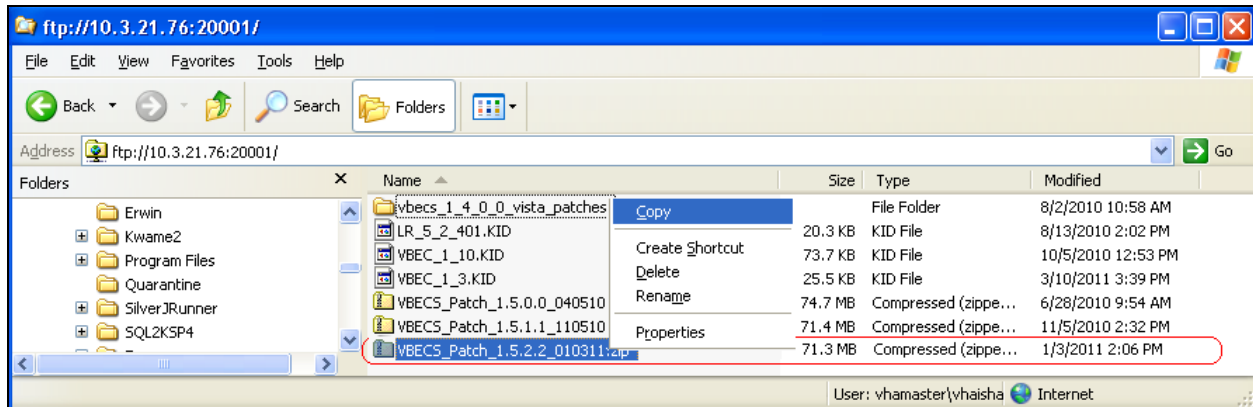 ftp://10.3.21.76:20001/
File Edit View Favorites Tools Help
Back Search Folders
Address ftp://10.3.21.76:20001/ Go
Folders Name Size Type Modified
Erwin vbecs_1_4_0_0_vista_patches Copy File Folder 8/2/2010 10:58 AM
Kwame2 LR_5_2_401.KID 20.3 KB KID File 8/13/2010 2:02 PM
Program Files VBEC_1_10.KID Create Shortcut 73.7 KB KID File 10/5/2010 12:53 PM
Quarantine VBEC_1_3.KID Delete 25.5 KB KID File 3/10/2011 3:39 PM
SilverJRunner VBECS_Patch_1.5.0.0_040510 Rename 74.7 MB Compressed (zippe... 6/28/2010 9:54 AM
SQL2KSP4 VBECS_Patch_1.5.1.1_110510 Properties 71.4 MB Compressed (zippe... 11/5/2010 2:32 PM
VBECS_Patch_1.5.2.2_010311.zip 71.3 MB Compressed (zippe... 1/3/2011 2:06 PM
User: vhamaster\vhaisha Internet